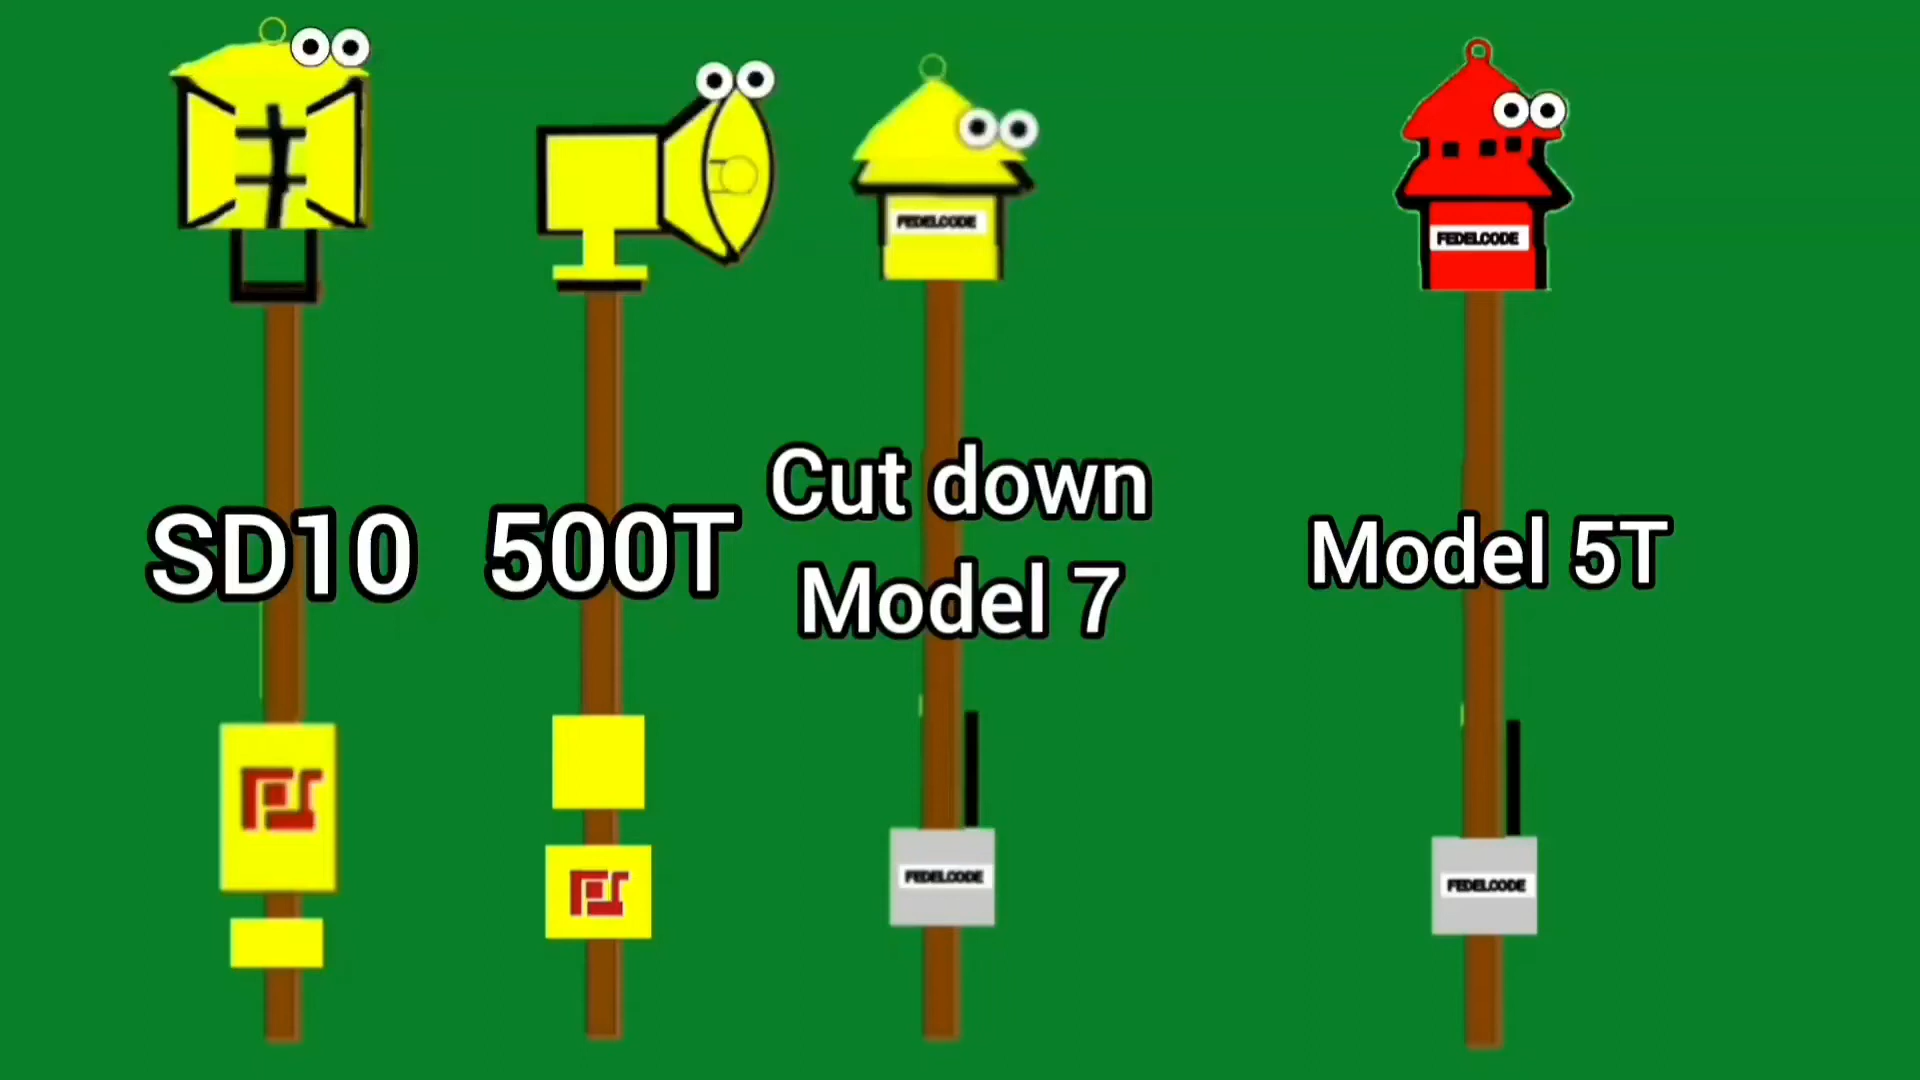 FEDELCODE
FEDELCODE
SD10
500T
Cut down
Model 7
Model 5T
FEDELCODE
FEDELCODE